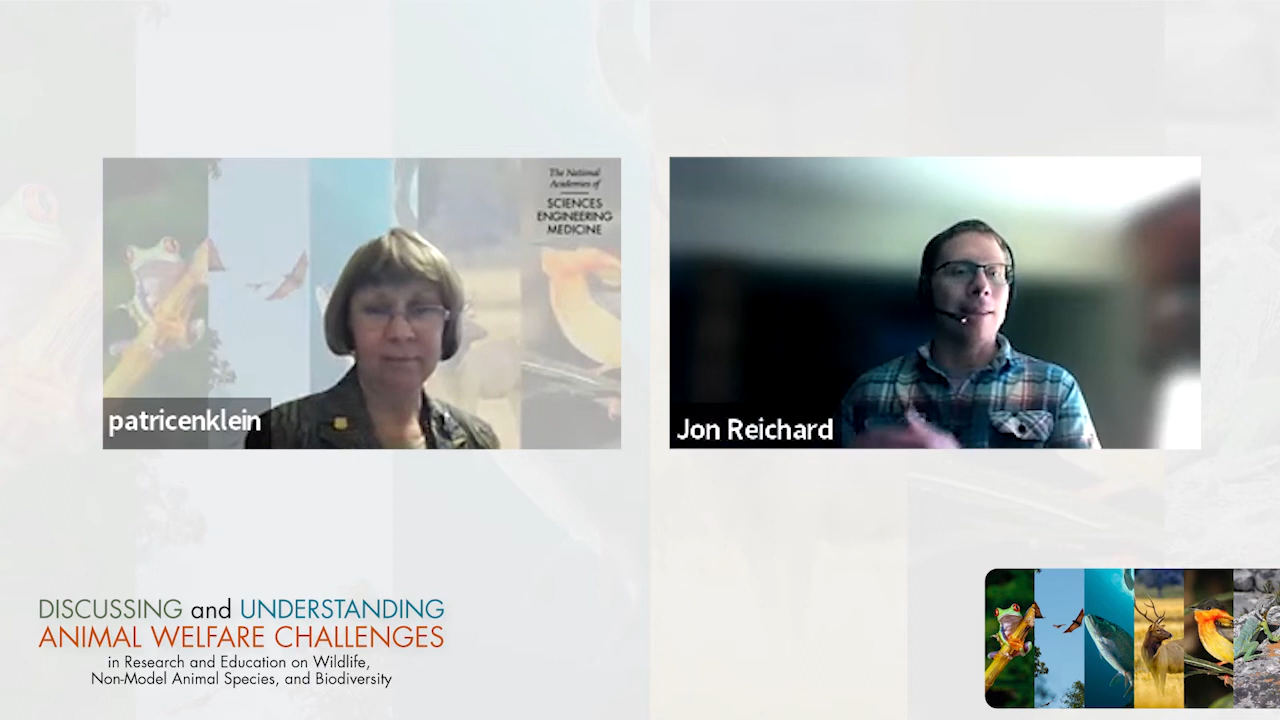 The National
Academies of
SCIENCES
ENGINEERING
MEDICINE
patricenklein
Jon Reichard
DISCUSSING and UNDERSTANDING
ANIMAL WELFARE CHALLENGES
in Research and Education on Wildlife,
Non-Model Animal Species, and Biodiversity